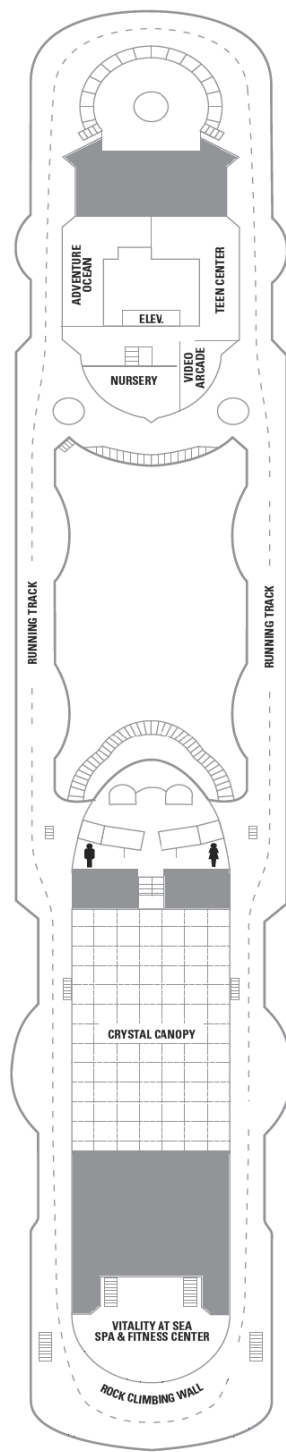 ADVENTURE
OCEAN
TEEN CENTER
ELEV.
NURSERY
VIDEO
ARCADE
RUNNING TRACK
RUNNING TRACK
CRYSTAL CANOPY
VITALITY AT SEA
SPA & FITNESS CENTER
ROCK CLIMBING WALL